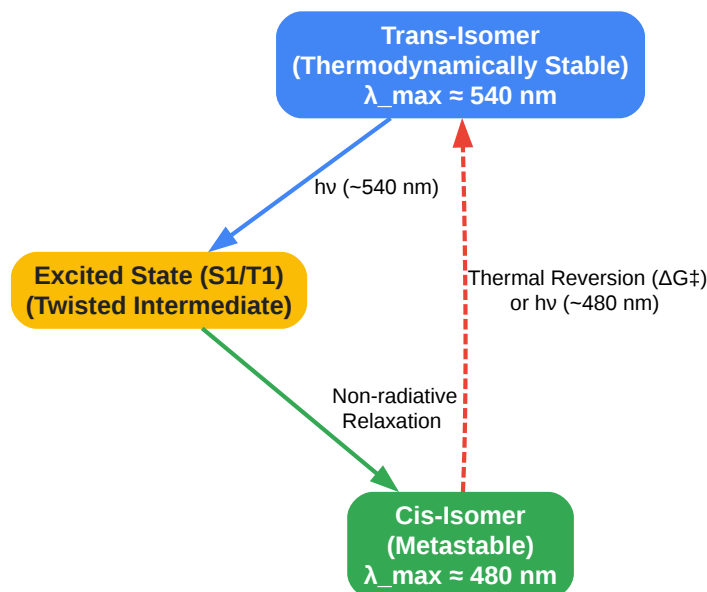 Trans-Isomer
(Thermodynamically Stable)
λ_max ≈ 540 nm
hν (~540 nm)
Excited State (S1/T1)
(Twisted Intermediate)
Thermal Reversion (ΔG‡)
or hν (~480 nm)
Non-radiative
Relaxation
Cis-Isomer
(Metastable)
λ_max ≈ 480 nm